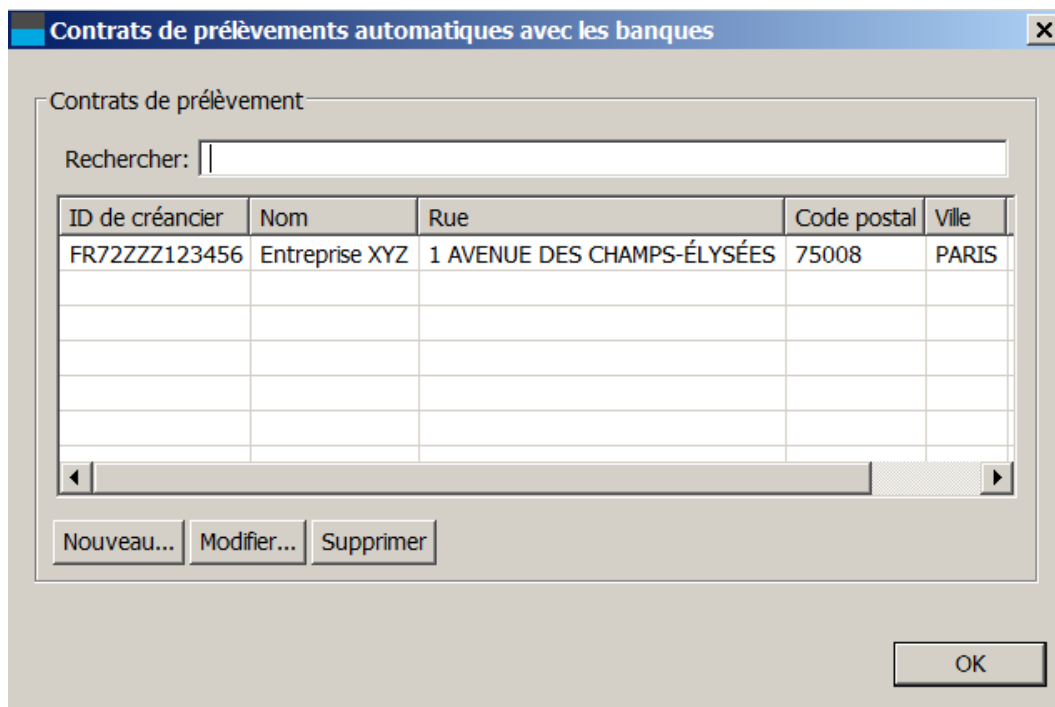 Contrats de prélèvements automatiques avec les banques
Contrats de prélèvement
Rechercher:
ID de créancier Nom Rue Code postal Ville
FR72ZZZ123456 Entreprise XYZ 1 AVENUE DES CHAMPS-ÉLYSÉES 75008 PARIS
Nouveau... Modifier... Supprimer
OK